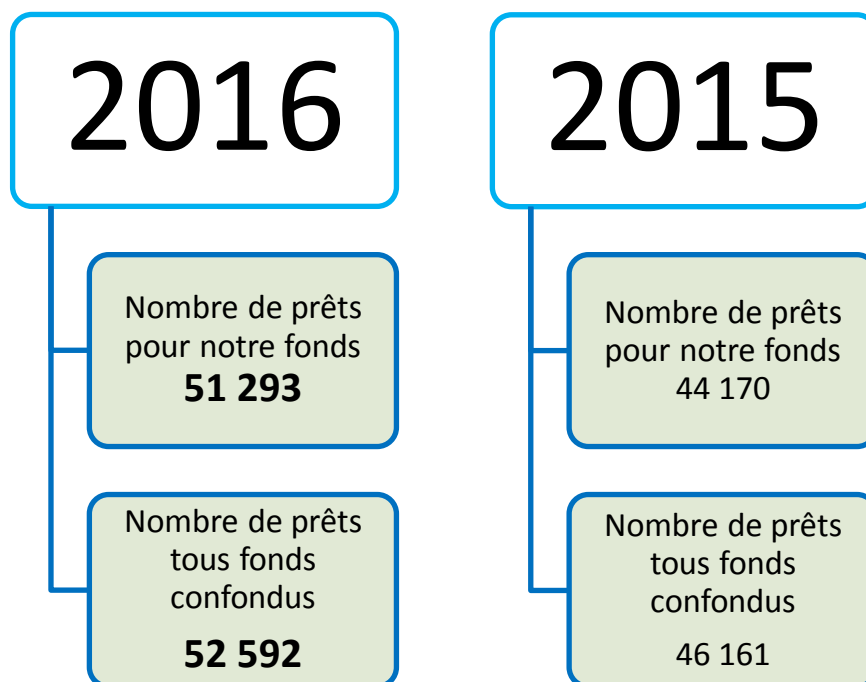 2016
Nombre de prêts
pour notre fonds
51 293
Nombre de prêts
tous fonds
confondus
52 592
2015
Nombre de prêts
pour notre fonds
44 170
Nombre de prêts
tous fonds
confondus
46 161